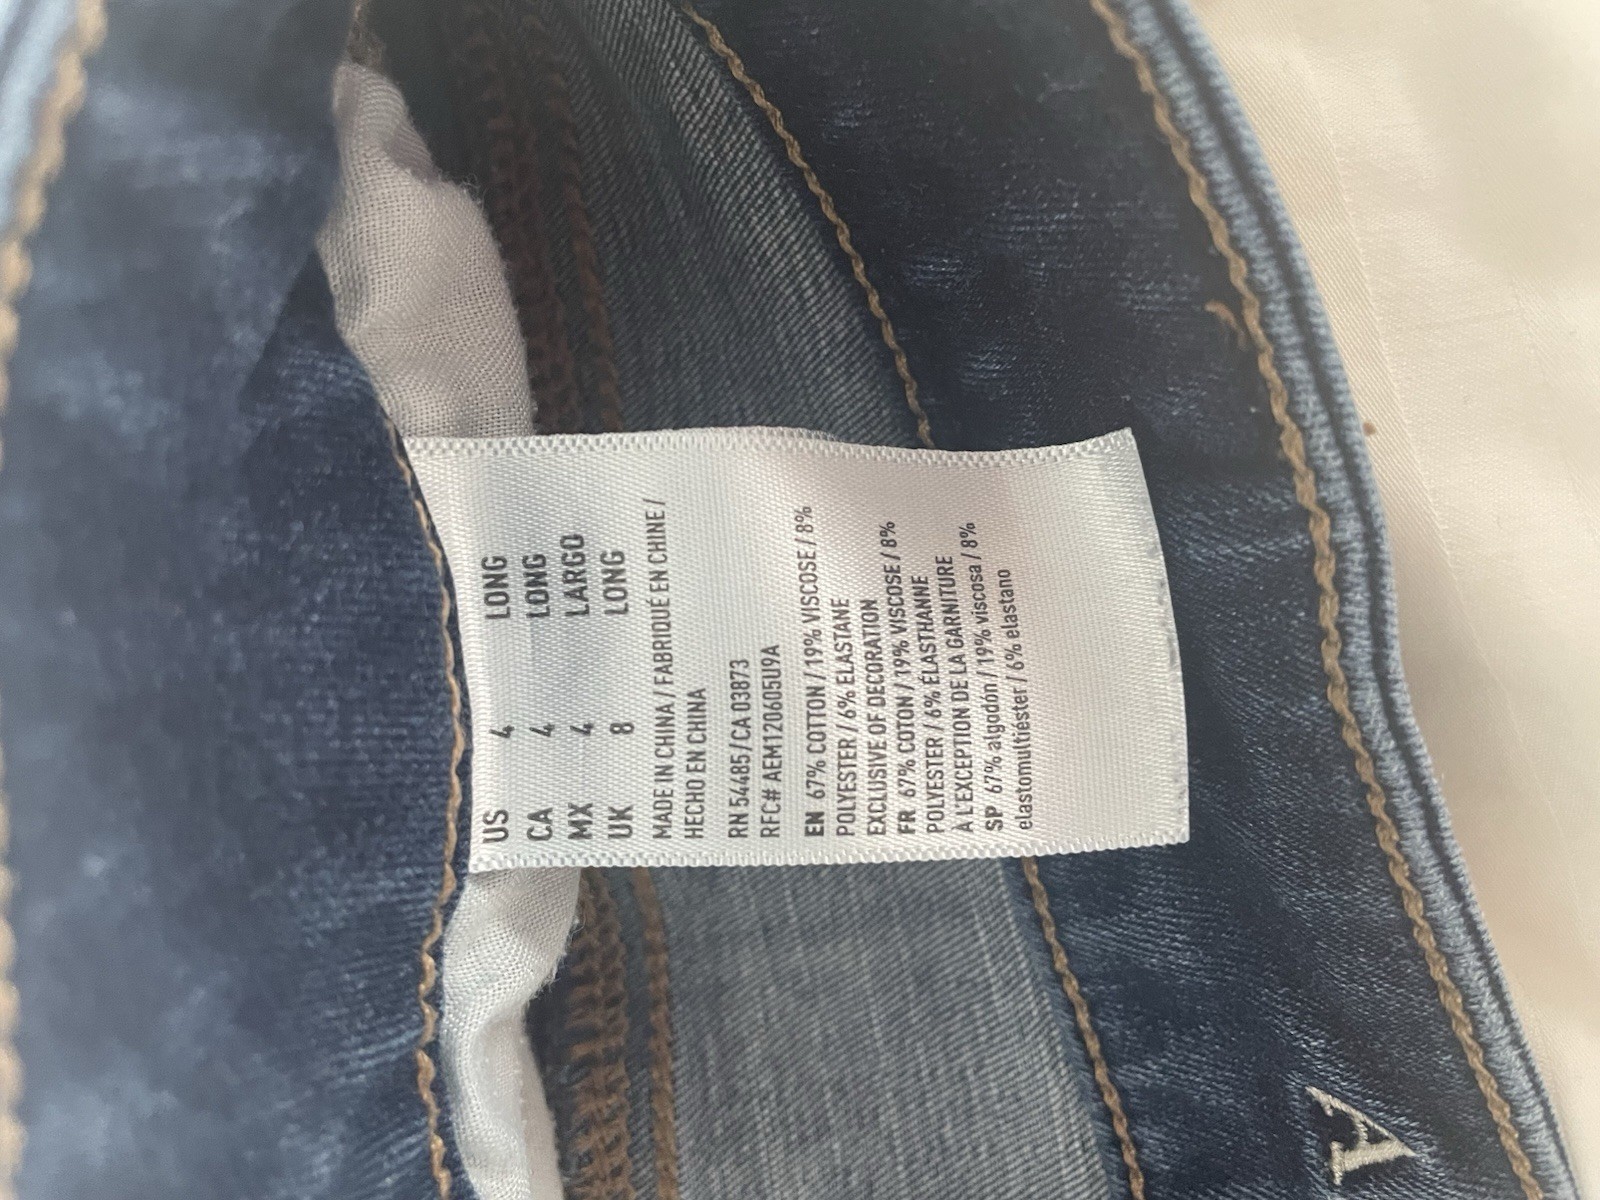 US 4 LONG
CA 4 LONG
MX 4 LARGO
UK 8 LONG
MADE IN CHINA / FABRIQUÉ EN CHINE /
HECHO EN CHINA
RN 54485/CA 03873
RFC# AEM120605U9A
EN 67% COTTON / 19% VISCOSE / 8%
POLYESTER / 6% ELASTANE
EXCLUSIVE OF DECORATION
FR 67% COTON / 19% VISCOSE / 8%
POLYESTER / 6% ÉLASTHANNE
A L'EXCEPTION DE LA GARNITURE
SP 67% algodón / 19% viscosa / 8%
elastomultiéster / 6% elastano
A